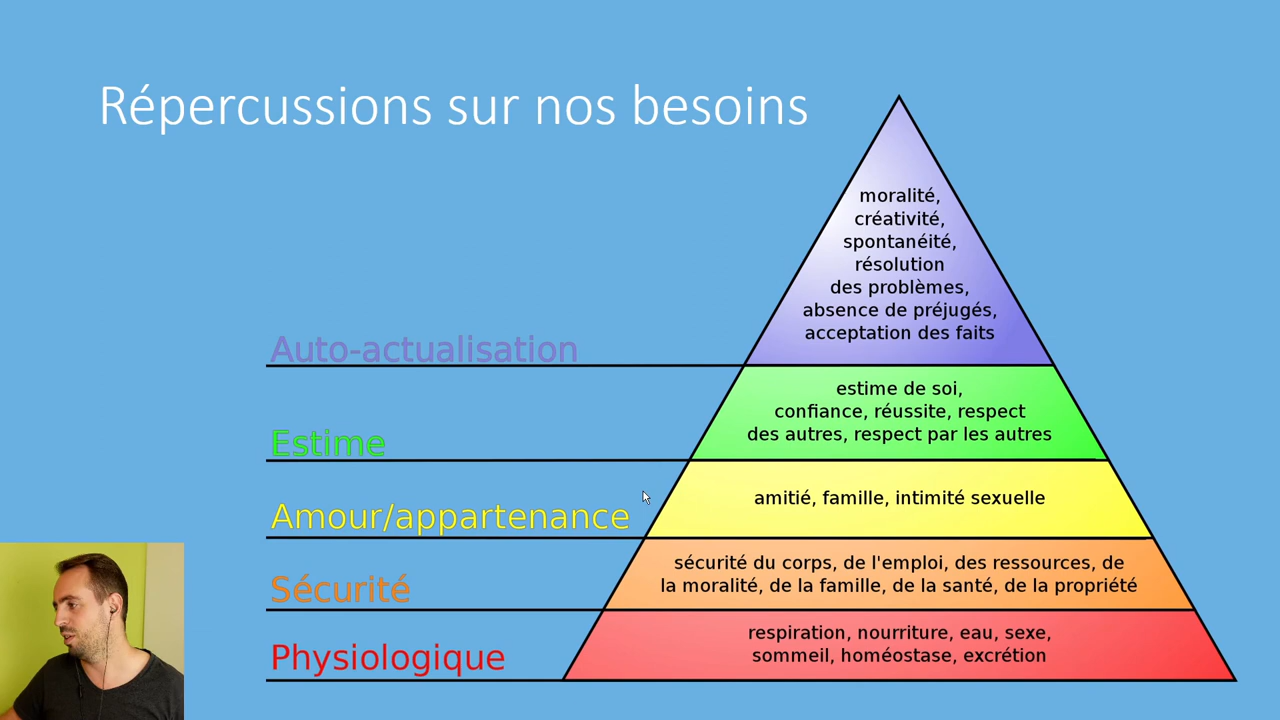 Répercussions sur nos besoins
moralité,
créativité,
spontanéité,
résolution
des problèmes,
absence de préjugés,
acceptation des faits
Auto-actualisation
estime de soi,
confiance, réussite, respect
des autres, respect par les autres
Estime
amitié, famille, intimité sexuelle
Amour/appartenance
sécurité du corps, de l'emploi, des ressources, de
la moralité, de la famille, de la santé, de la propriété
Sécurité
respiration, nourriture, eau, sexe,
sommeil, homéostase, excrétion
Physiologique